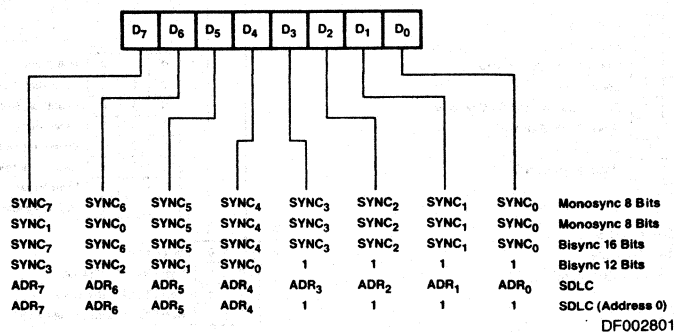 D7 D6 D5 D4 D3 D2 D1 D0
SYNC7 SYNC6 SYNC5 SYNC4 SYNC3 SYNC2 SYNC1 SYNC0 Monosync 8 Bits
SYNC1 SYNC0 SYNC5 SYNC4 SYNC3 SYNC2 SYNC1 SYNC0 Monosync 8 Bits
SYNC7 SYNC6 SYNC5 SYNC4 SYNC3 SYNC2 SYNC1 SYNC0 Bisync 16 Bits
SYNC3 SYNC2 SYNC1 SYNC0 1 1 1 1 Bisync 12 Bits
ADR7 ADR6 ADR5 ADR4 ADR3 ADR2 ADR1 ADR0 SDLC
ADR7 ADR6 ADR5 ADR4 1 1 1 1 SDLC (Address 0)
DF002801